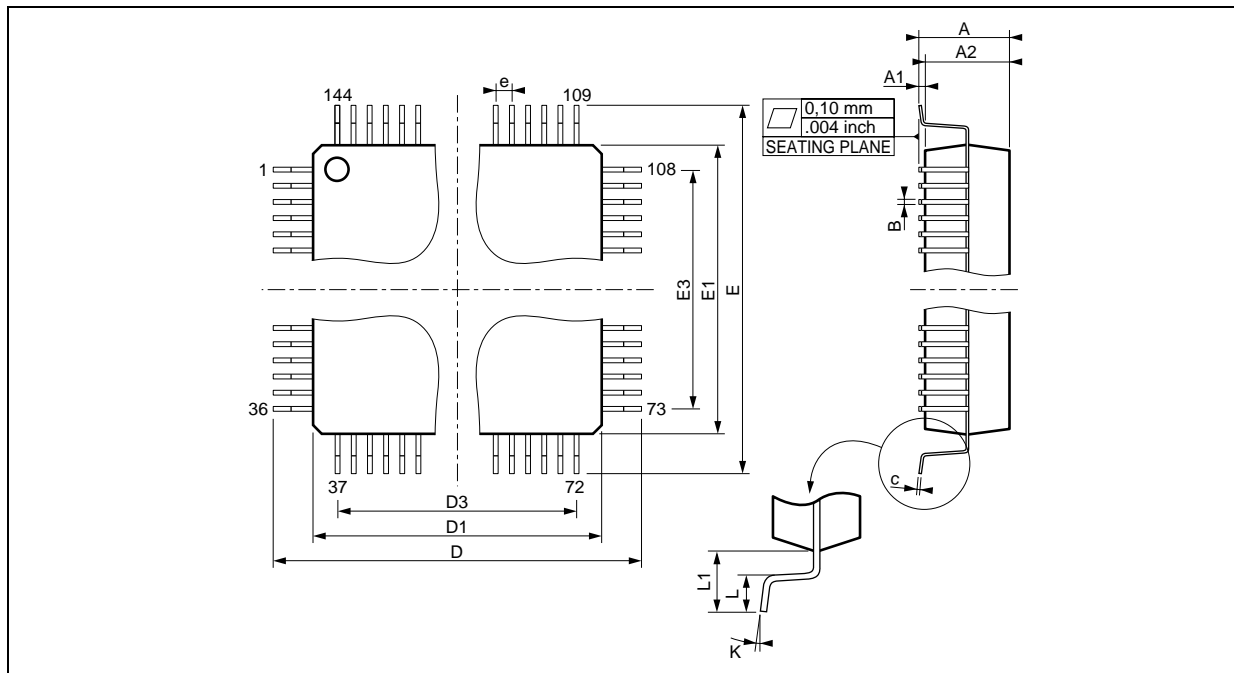 A
A2
A1
e
144
109
0,10 mm
.004 inch
SEATING PLANE
1
108
B
E3
E1
E
36
73
37
72
D3
D1
D
c
L1
L
K